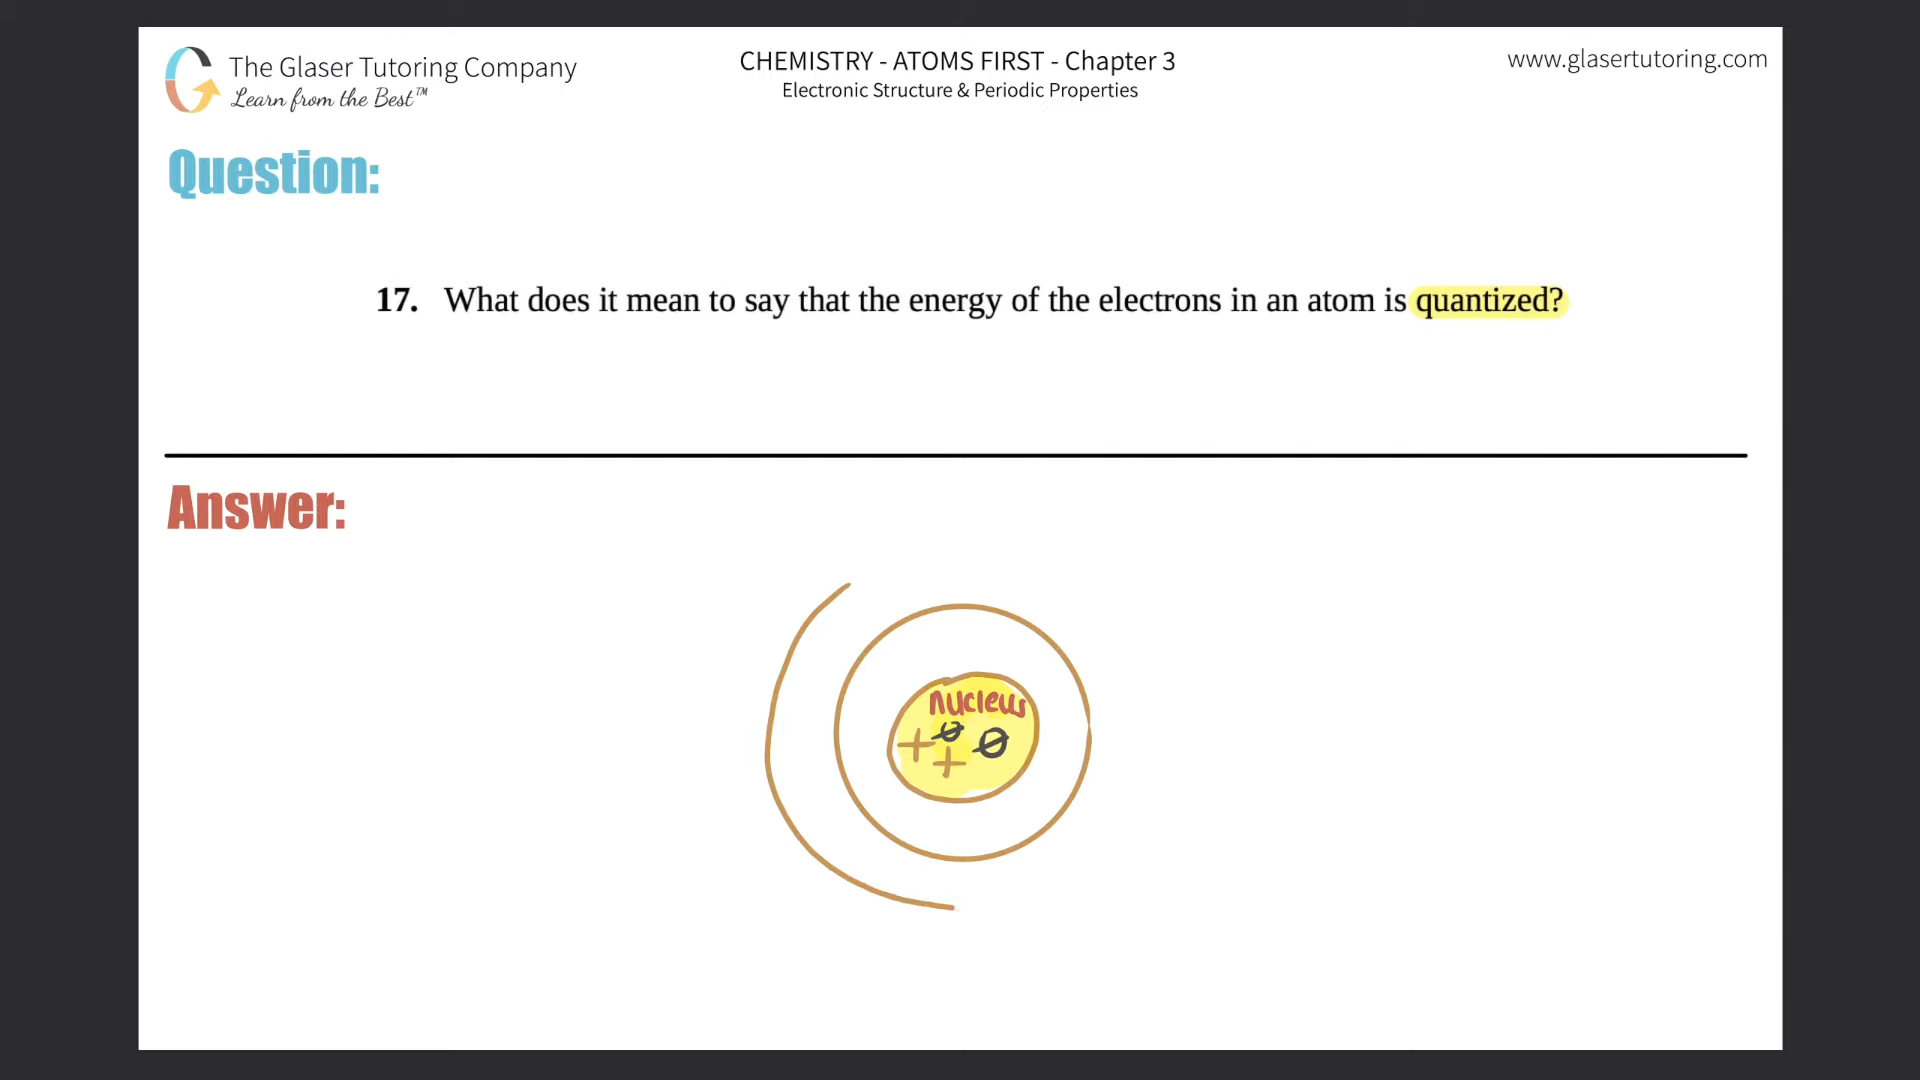 The Glaser Tutoring Company
Learn from the Best™
CHEMISTRY - ATOMS FIRST - Chapter 3
Electronic Structure & Periodic Properties
www.glasertutoring.com
Question:
17. What does it mean to say that the energy of the electrons in an atom is quantized?
Answer:
nucleus
+ 0 0
+